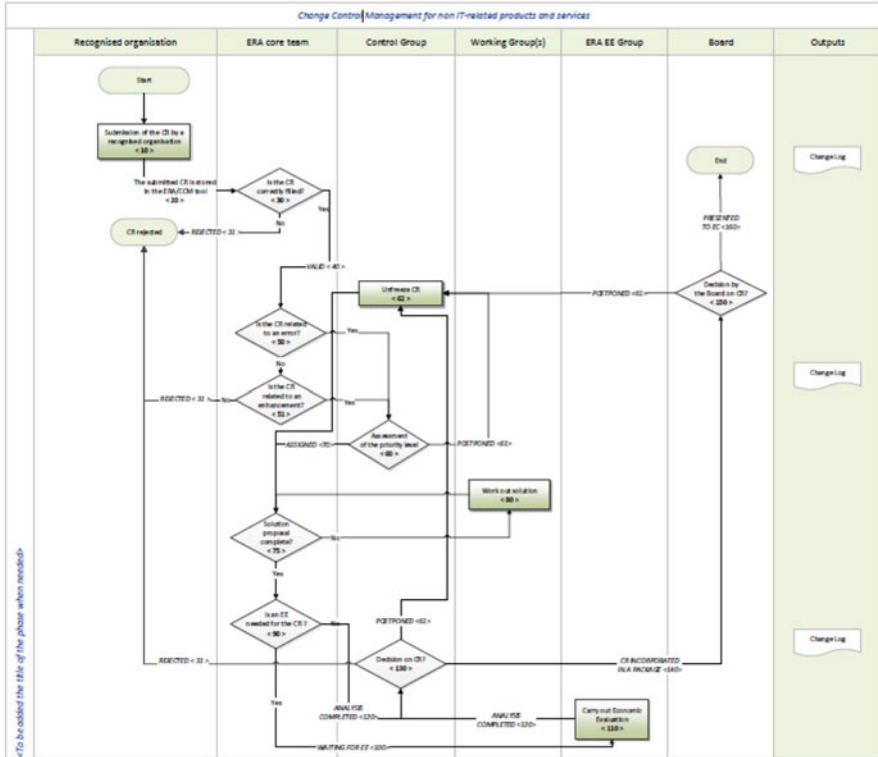 Change Control Management for non IT-related products and services
Recognised organisation
ERA core team
Control Group
Working Group(s)
ERA EE Group
Board
Outputs
Start
Submission of the CR by a
recognised organisation
< 10 >
The submitted CR is stored
in the ERA/CCM tool
< 20 >
Is the CR
correctly filled?
< 30 >
Yes
No
REJECTED < 31 >
CR rejected
End
Change Log
PRESENTED
TO EC <160>
VALID < 40 >
Unfreeze CR
< 62 >
POSTPONED <61>
Decision by
the Board on CR?
< 150 >
Is the CR related
to an error?
< 50 >
Yes
No
Is the CR
related to an
enhancement?
< 51 >
Yes
No
REJECTED < 31 >
Change Log
ASSIGNED <70>
Assessment
of the priority level
< 60 >
POSTPONED <61>
Work out solution
< 80 >
Solution
proposal
complete?
< 75 >
No
Yes
Is an EE
needed for the CR?
< 90 >
No
Yes
POSTPONED <61>
Change Log
REJECTED < 31 >
Decision on CR?
< 130 >
CR INCORPORATED
IN A PACKAGE <140>
ANALYSIS
COMPLETED <120>
ANALYSIS
COMPLETED <120>
Carry out Economic
Evaluation
< 110 >
WAITING FOR EE <100>
<To be added the title of the phase when needed>